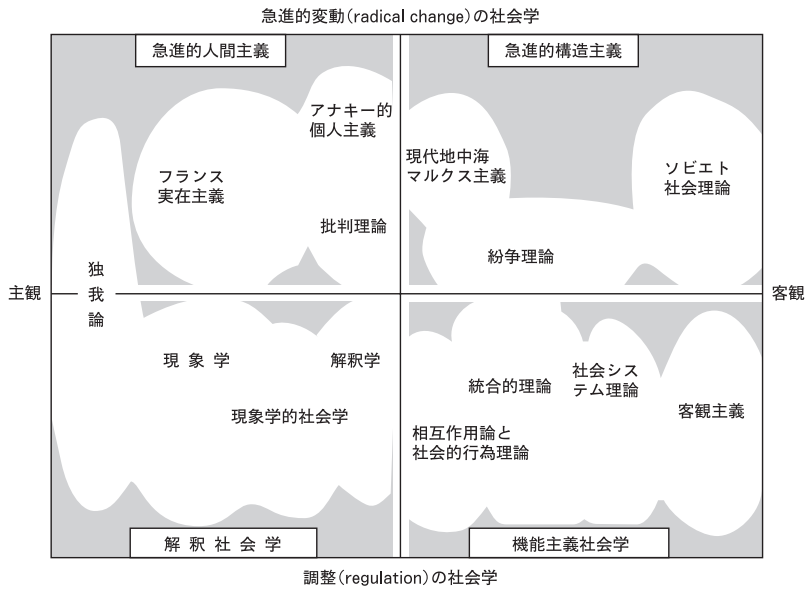 急進的変動(radical change)の社会学
急進的人間主義
急進的構造主義
アナキー的
個人主義
フランス
実在主義
批判理論
現代地中海
マルクス主義
ソビエト
社会理論
紛争理論
主観
独
我
論
客観
現 象 学
解釈学
現象学的社会学
統合的理論
社会シス
テム理論
客観主義
相互作用論と
社会的行為理論
解 釈 社 会 学
機能主義社会学
調整(regulation)の社会学